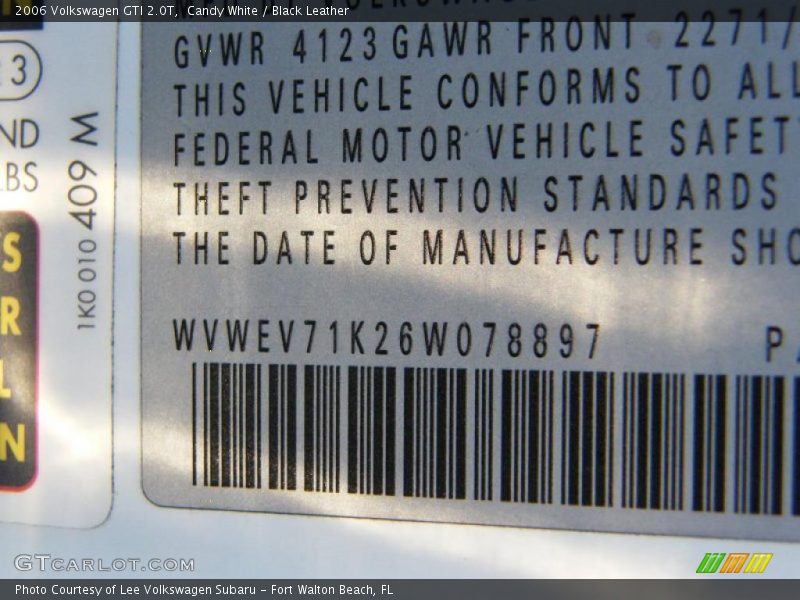 2006 Volkswagen GTI 2.0T, Candy White / Black Leather
GVWR 4123 GAWR FRONT 2271/
THIS VEHICLE CONFORMS TO ALL
FEDERAL MOTOR VEHICLE SAFET
THEFT PREVENTION STANDARDS
THE DATE OF MANUFACTURE SHO
WVWEV71K26W078897
P
3
ND
LBS
1K0 010 409 M
S
R
L
N
GTCARLOT.COM
Photo Courtesy of Lee Volkswagen Subaru - Fort Walton Beach, FL